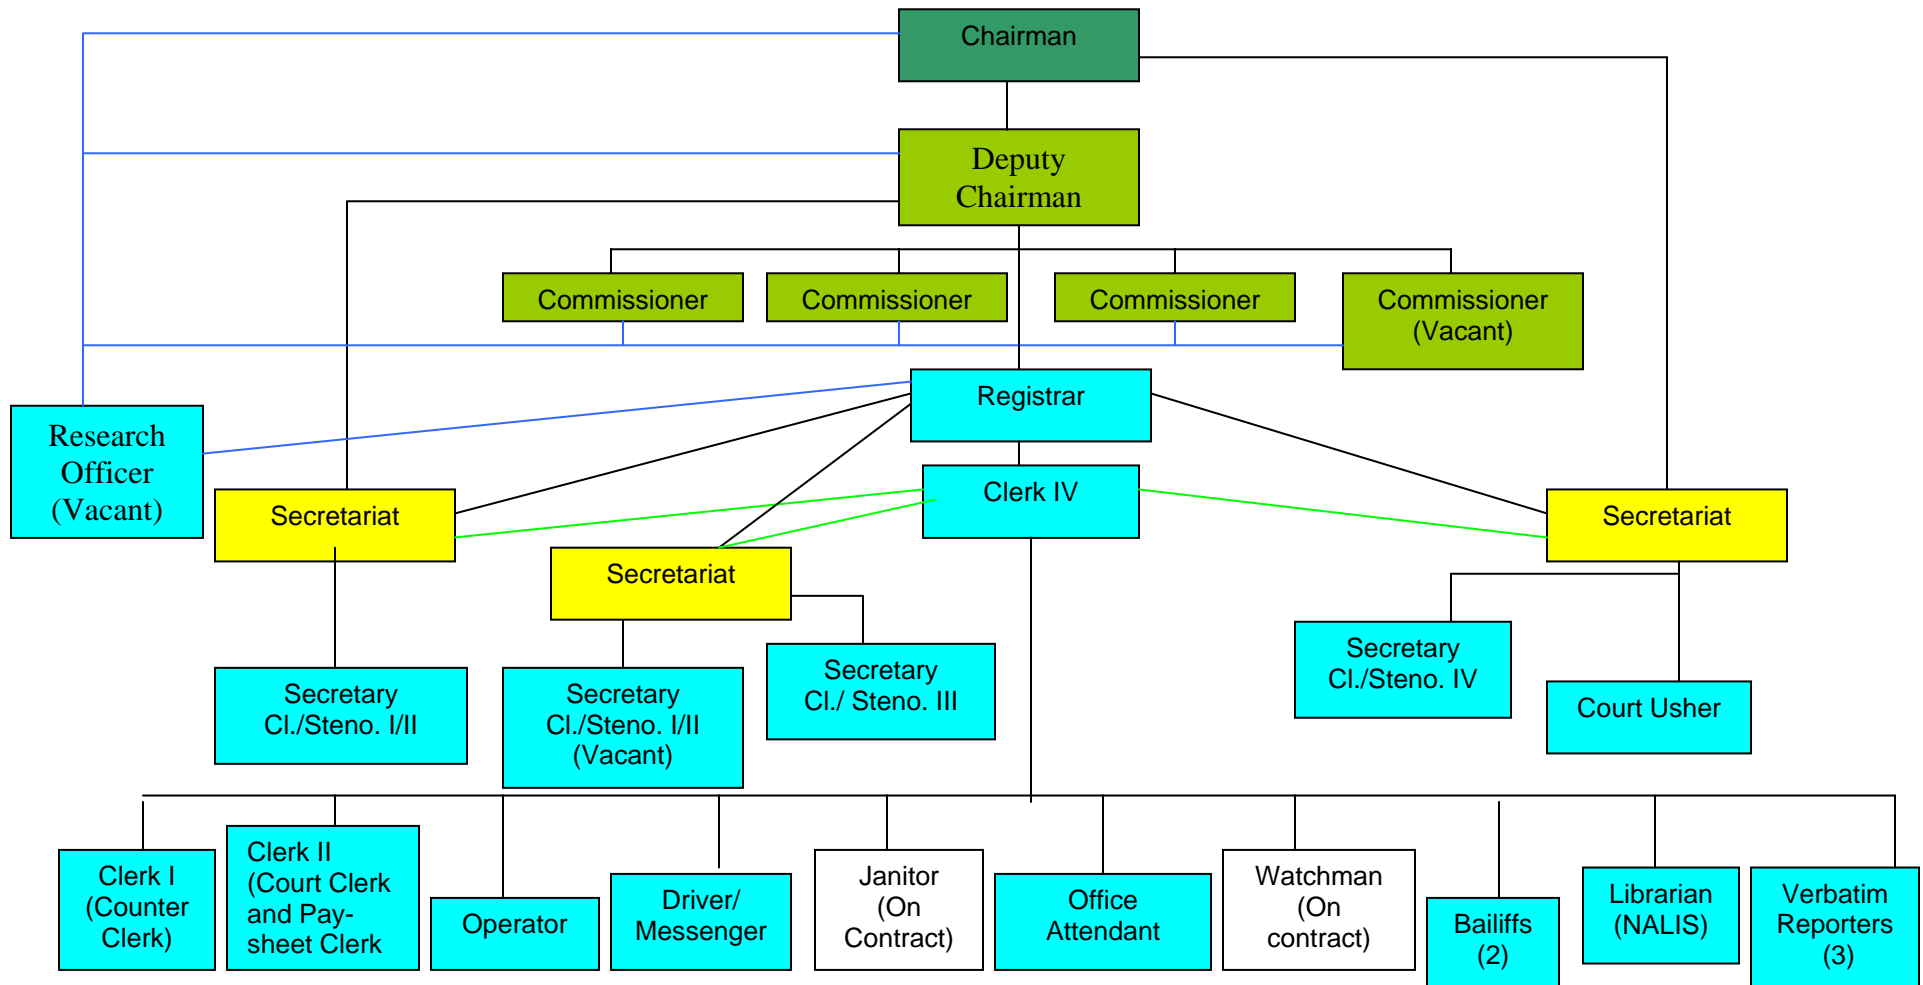 Chairman
Deputy
Chairman
Commissioner
Commissioner
Commissioner
Commissioner
(Vacant)
Registrar
Research
Officer
(Vacant)
Clerk IV
Secretariat
Secretariat
Secretariat
Secretary
Cl./Steno. I/II
Secretary
Cl./Steno. I/II
(Vacant)
Secretary
Cl./ Steno. III
Secretary
Cl./Steno. IV
Court Usher
Clerk I
(Counter
Clerk)
Clerk II
(Court Clerk
and Pay-
sheet Clerk
Operator
Driver/
Messenger
Janitor
(On
Contract)
Office
Attendant
Watchman
(On
contract)
Bailiffs
(2)
Librarian
(NALIS)
Verbatim
Reporters
(3)